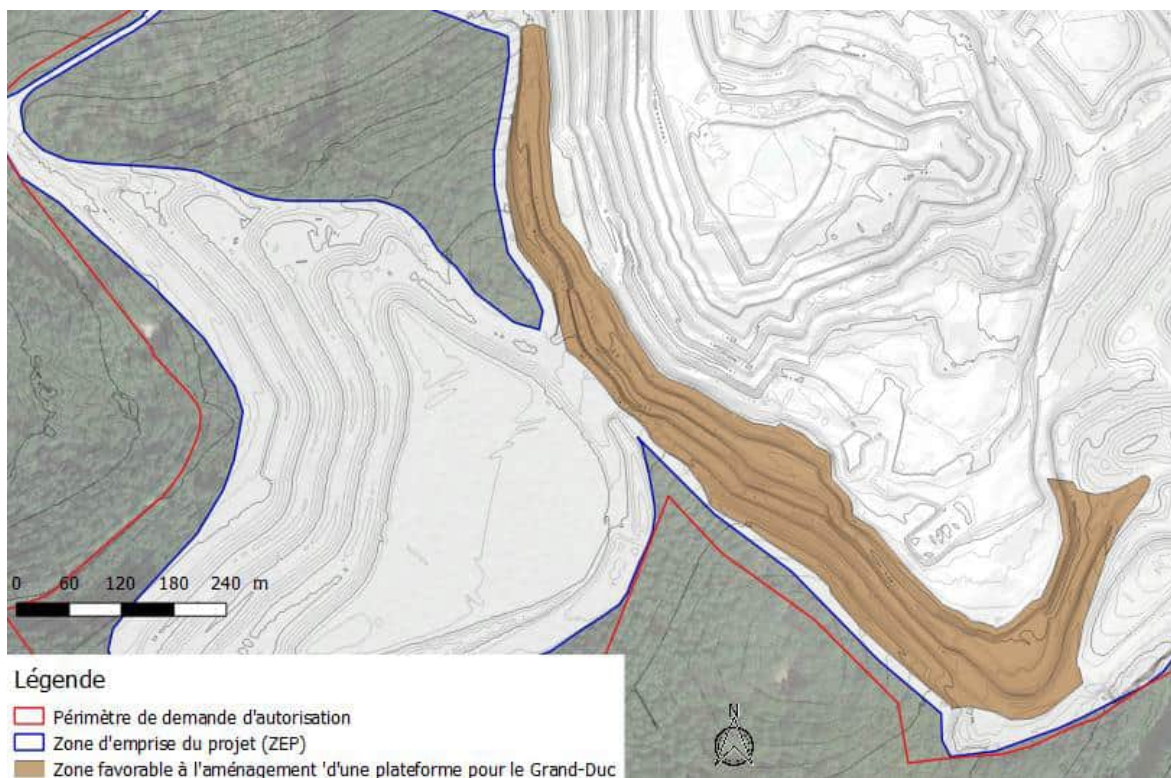 0 60 120 180 240 m
Légende
Périmètre de demande d'autorisation
Zone d'emprise du projet (ZEP)
Zone favorable à l'aménagement 'd'une plateforme pour le Grand-Duc
N